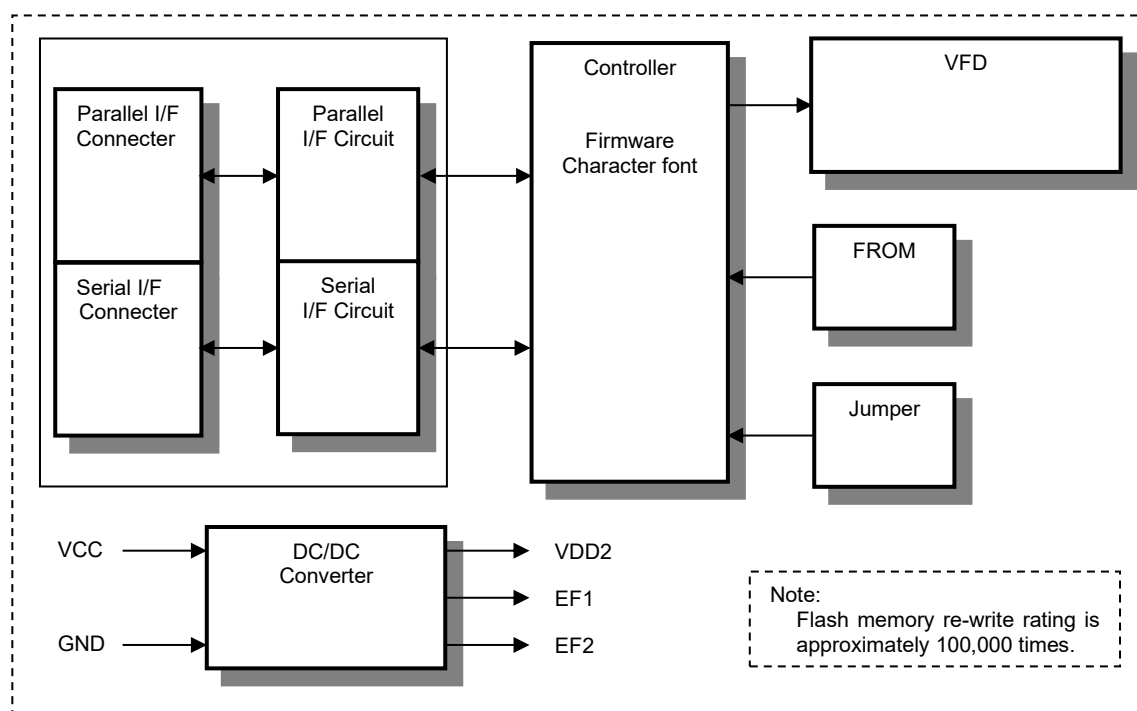 Parallel I/F
Connecter
Parallel
I/F Circuit
Serial I/F
Connecter
Serial
I/F Circuit
Controller
Firmware
Character font
VFD
FROM
Jumper
VCC
GND
DC/DC
Converter
VDD2
EF1
EF2
Note:
Flash memory re-write rating is
approximately 100,000 times.